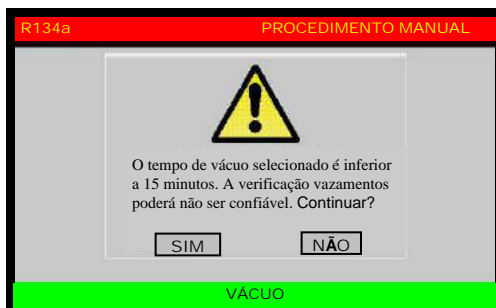 R134a PROCEDIMENTO MANUAL
O tempo de vácuo selecionado é inferior
a 15 minutos. A verificação vazamentos
poderá não ser confiável. Continuar?
SIM NÃO
VÁCUO